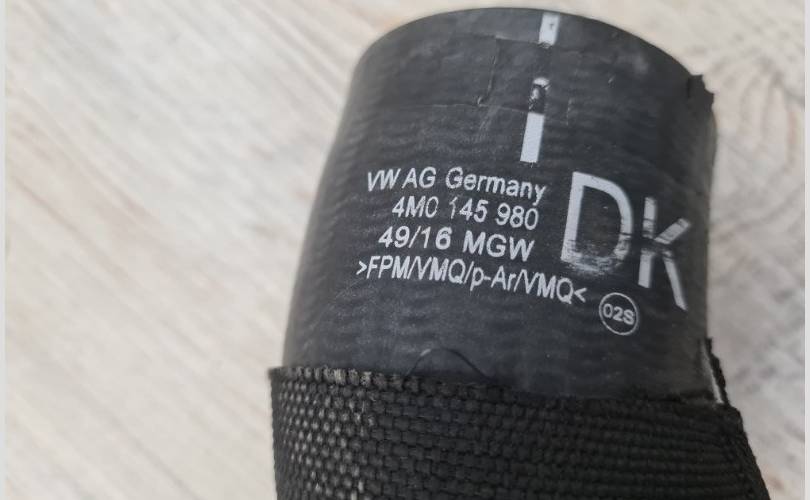 VW AG Germany
4M0 145 980
49/16 MGW
>FPM/VMQ/p-Ar/VMQ<
DK
02S